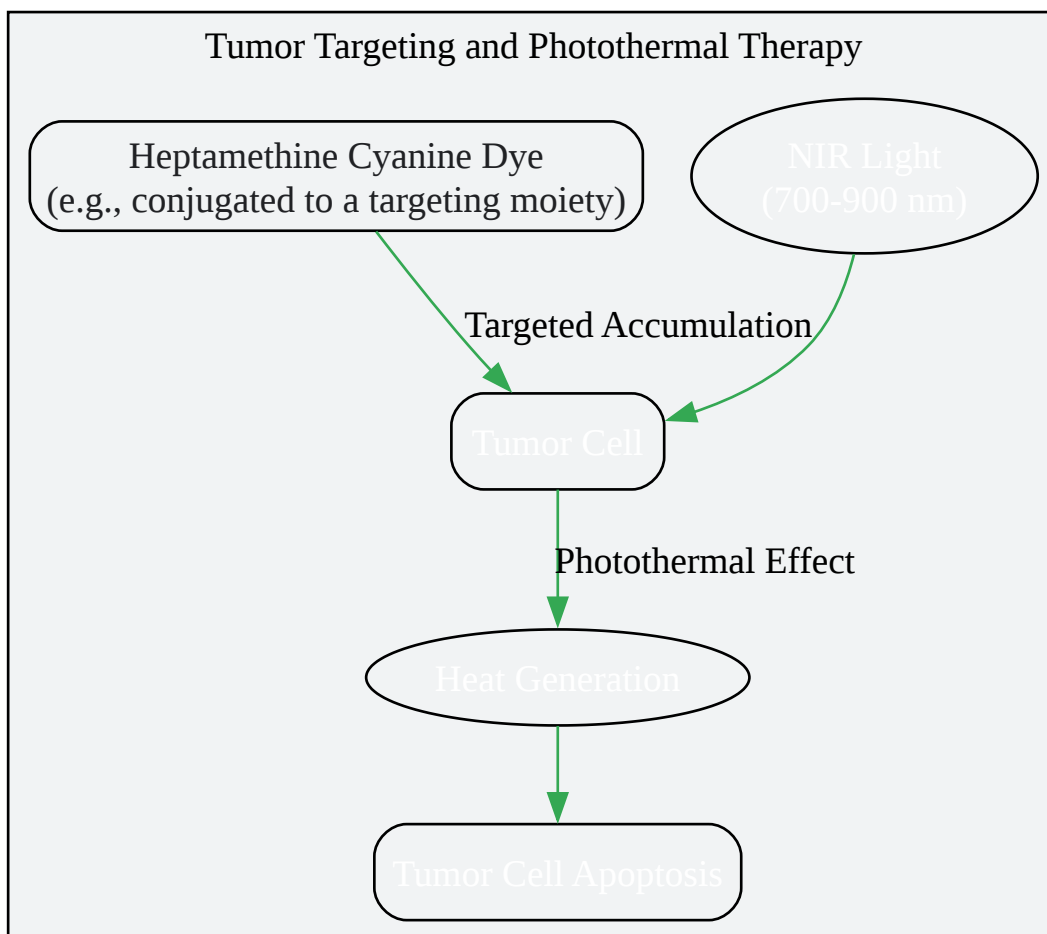 Tumor Targeting and Photothermal Therapy
Heptamethine Cyanine Dye
(e.g., conjugated to a targeting moiety)
NIR Light
(700-900 nm)
Targeted Accumulation
Tumor Cell
Photothermal Effect
Heat Generation
Tumor Cell Apoptosis